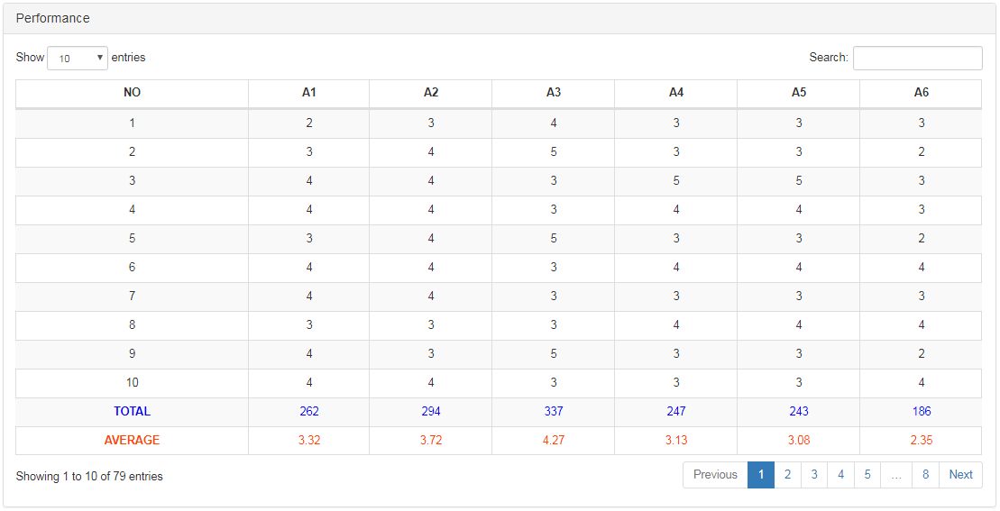 Performance
Show 10 entries Search:
NO A1 A2 A3 A4 A5 A6
1 2 3 4 3 3 3
2 3 4 5 3 3 2
3 4 4 3 5 5 3
4 4 4 3 4 4 3
5 3 4 5 3 3 2
6 4 4 3 4 4 4
7 4 4 3 3 3 3
8 3 3 3 4 4 4
9 4 3 5 3 3 2
10 4 4 3 3 3 4
TOTAL 262 294 337 247 243 186
AVERAGE 3.32 3.72 4.27 3.13 3.08 2.35
Showing 1 to 10 of 79 entries Previous 1 2 3 4 5 ... 8 Next